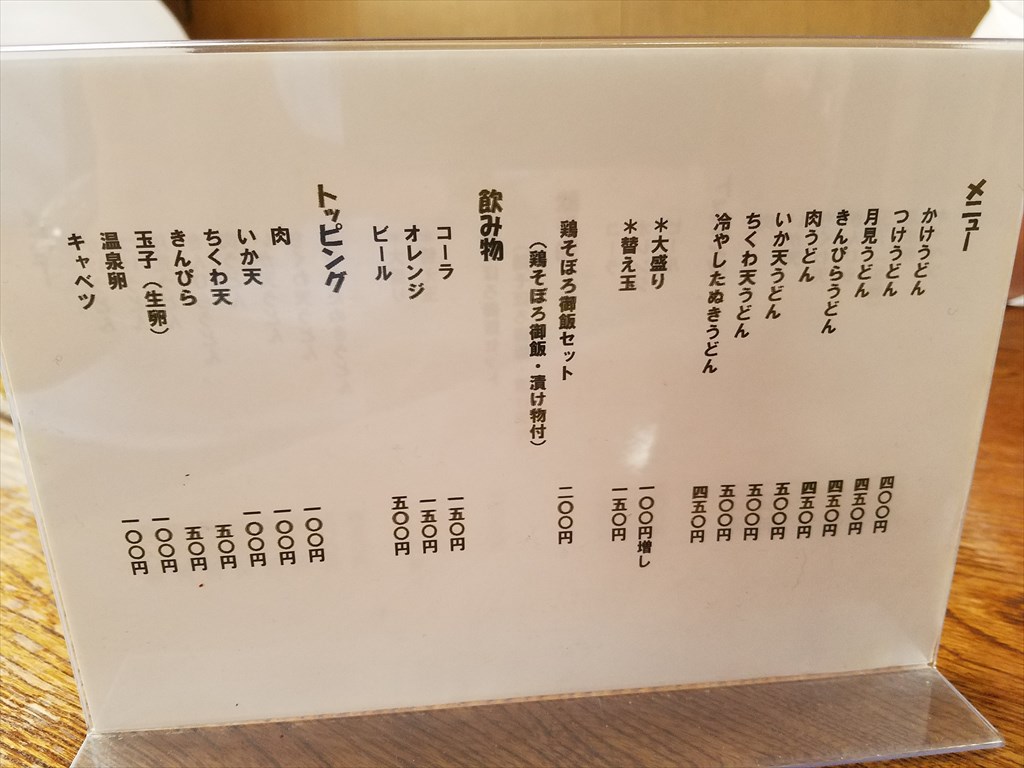 メニュー
かけうどん 四〇〇円
つけうどん 四五〇円
月見うどん 四五〇円
きんぴらうどん 四五〇円
肉うどん 五〇〇円
いか天うどん 五〇〇円
ちくわ天うどん 五〇〇円
冷やしたぬきうどん 四五〇円
＊大盛り 一〇〇円増し
＊替え玉 一五〇円
鶏そぼろ御飯セット 二〇〇円
（鶏そぼろ御飯・漬け物付）
飲み物
コーラ 一五〇円
オレンジ 一五〇円
ビール 五〇〇円
トッピング
肉 一〇〇円
いか天 一〇〇円
ちくわ天 一〇〇円
きんぴら 五〇円
玉子（生卵） 五〇円
温泉卵 一〇〇円
キャベツ 一〇〇円